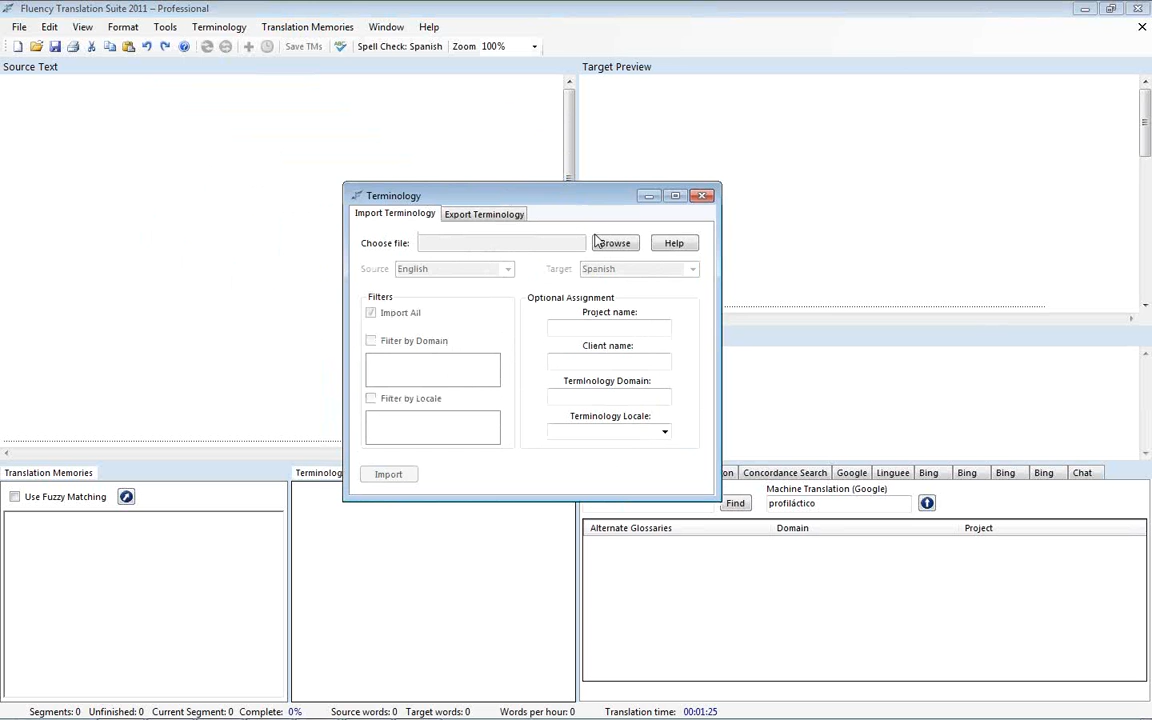 Fluency Translation Suite 2011 – Professional
File Edit View Format Tools Terminology Translation Memories Window Help
Save TMs Spell Check: Spanish Zoom 100%
Source Text
Target Preview
Terminology
Import Terminology Export Terminology
Choose file: Browse Help
Source English Target Spanish
Filters
Import All
Filter by Domain
Filter by Locale
Import
Optional Assignment
Project name:
Client name:
Terminology Domain:
Terminology Locale:
Translation Memories
Use Fuzzy Matching
Terminology
Concordance Search Google Linguee Bing Bing Bing Bing Chat
Machine Translation (Google)
Find profiláctico
Alternate Glossaries Domain Project
Segments: 0 Unfinished: 0 Current Segment: 0 Complete: 0% Source words: 0 Target words: 0 Words per hour: 0 Translation time: 00:01:25